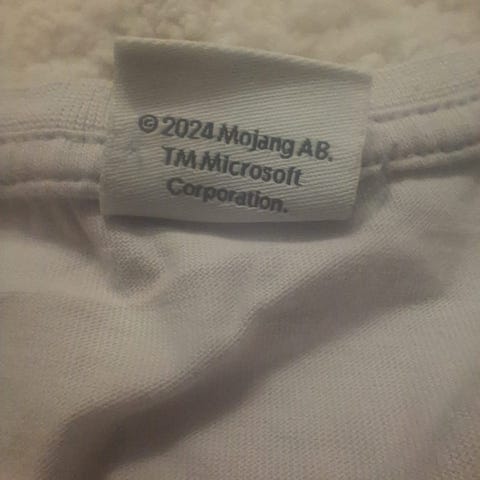 © 2024 Mojang AB.
TM Microsoft
Corporation.